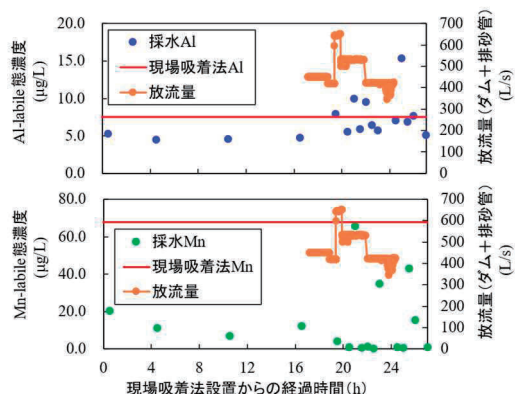 Al-labile態濃度
(μg/L)
20.0
15.0
10.0
5.0
0.0
採水Al
現場吸着法Al
放流量
700
600
500
400
300
200
100
0
放流量(ダム+排砂管)
L/s
Mn-labile態濃度
(μg/L)
80.0
60.0
40.0
20.0
0.0
採水Mn
現場吸着法Mn
放流量
700
600
500
400
300
200
100
0
放流量(ダム+排砂管)
L/s
0 4 8 12 16 20 24
現場吸着法設置からの経過時間(h)